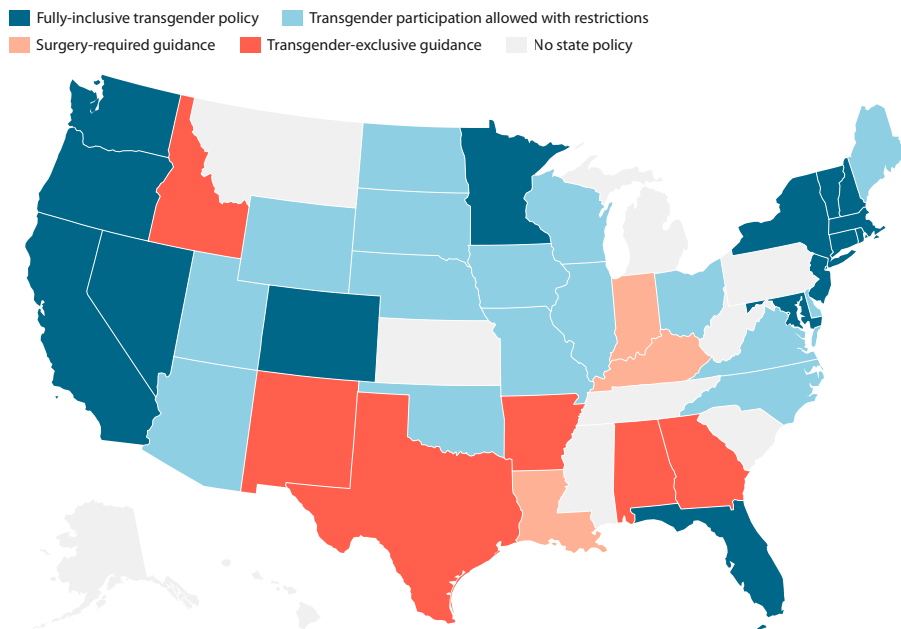 Fully-inclusive transgender policy Transgender participation allowed with restrictions
Surgery-required guidance Transgender-exclusive guidance No state policy